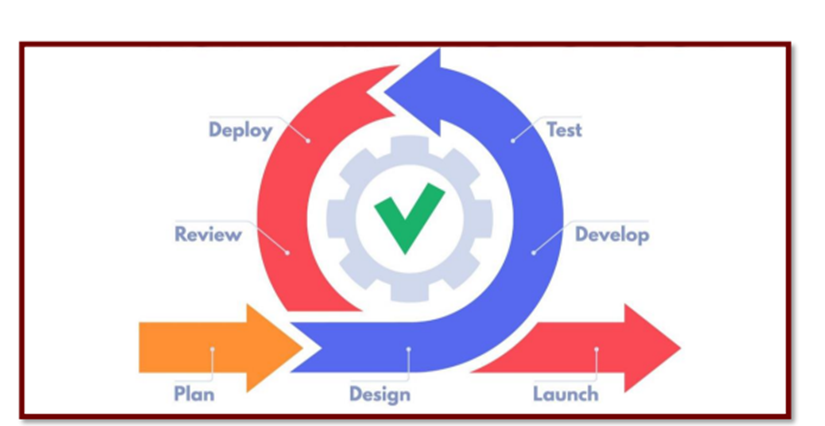 Deploy
Test
Review
Develop
Plan
Design
Launch